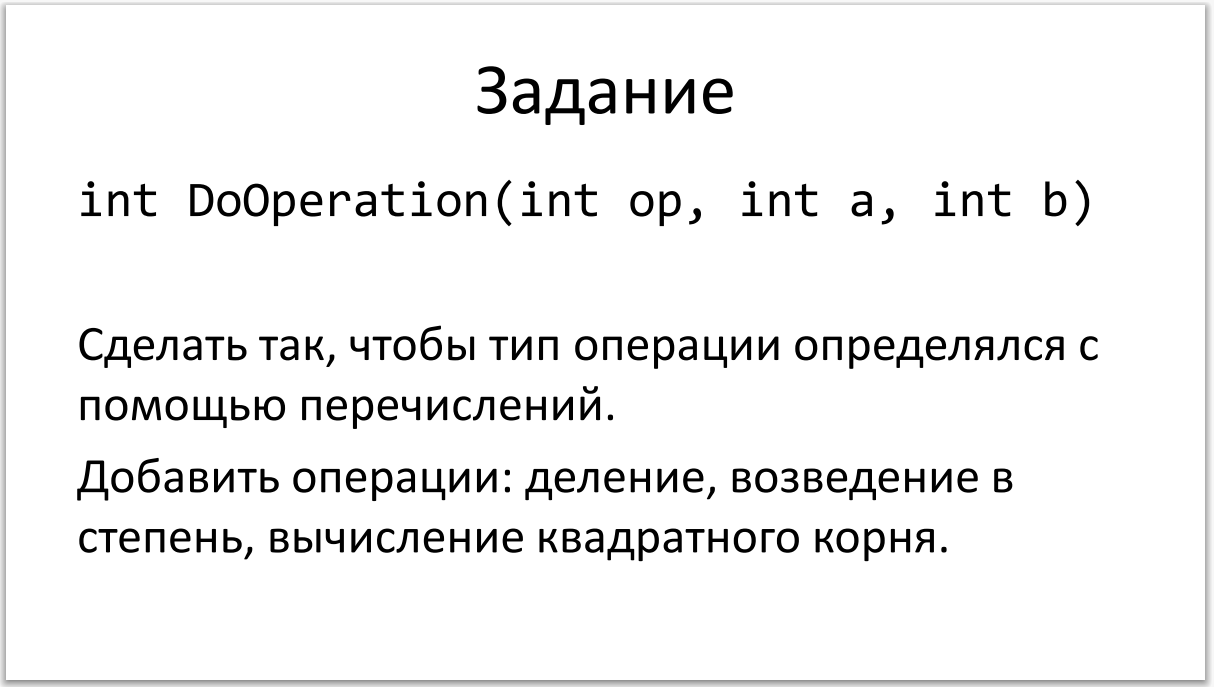 Задание
int DoOperation(int op, int a, int b)
Сделать так, чтобы тип операции определялся с
помощью перечислений.
Добавить операции: деление, возведение в
степень, вычисление квадратного корня.